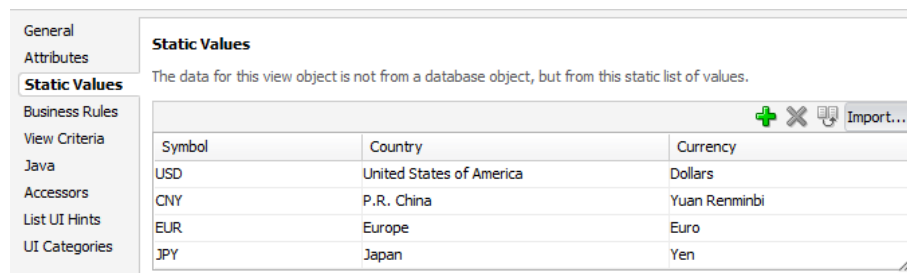 General
Attributes
Static Values
Business Rules
View Criteria
Java
Accessors
List UI Hints
UI Categories
Static Values
The data for this view object is not from a database object, but from this static list of values.
Import...
Symbol Country Currency
USD United States of America Dollars
CNY P.R. China Yuan Renminbi
EUR Europe Euro
JPY Japan Yen